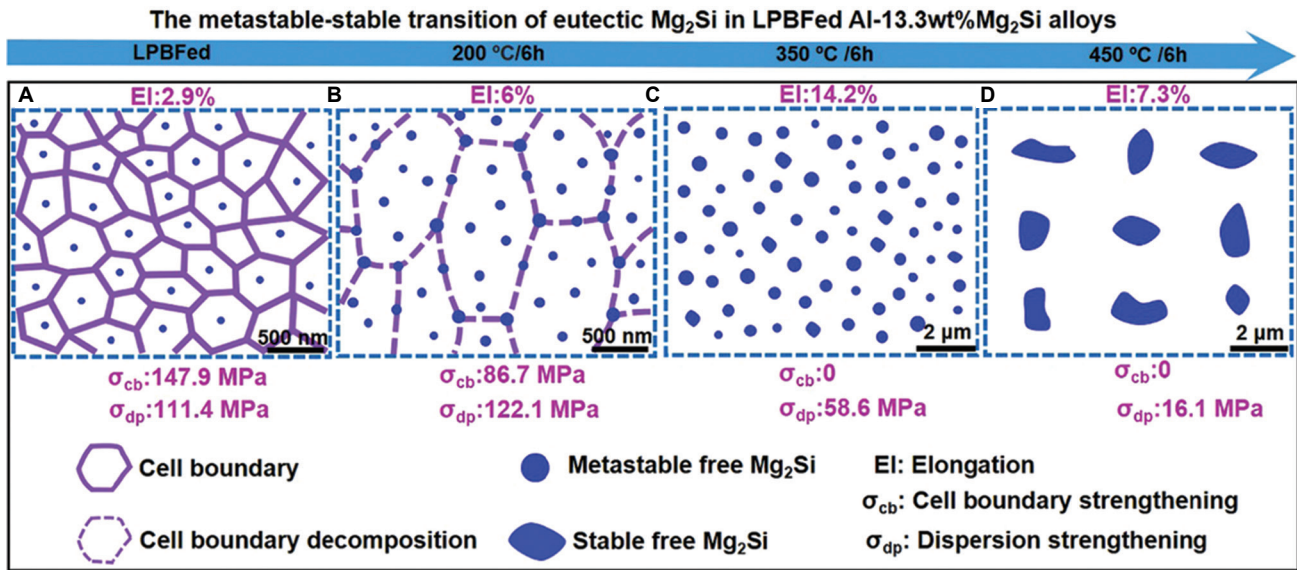 The metastable-stable transition of eutectic Mg₂Si in LPBFed Al-13.3wt%Mg₂Si alloys
LPBFed 200 ºC/6h 350 ºC /6h 450 ºC /6h
A El:2.9% B El:6% C El:14.2% D El:7.3%
500 nm 500 nm 2 µm 2 µm
σcb:147.9 MPa σcb:86.7 MPa σcb:0 σcb:0
σdp:111.4 MPa σdp:122.1 MPa σdp:58.6 MPa σdp:16.1 MPa
Cell boundary Metastable free Mg₂Si El: Elongation
σcb: Cell boundary strengthening
Cell boundary decomposition Stable free Mg₂Si σdp: Dispersion strengthening